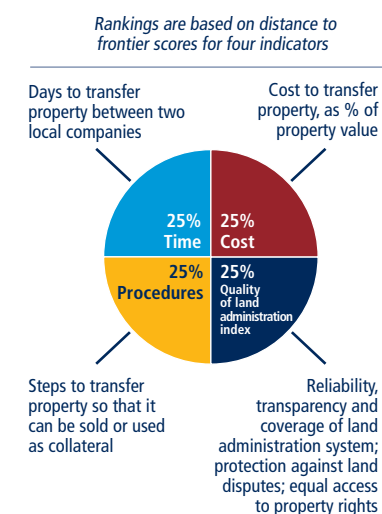 Rankings are based on distance to
frontier scores for four indicators
Days to transfer
property between two
local companies
Cost to transfer
property, as % of
property value
25%
Time
25%
Cost
25%
Procedures
25%
Quality
of land
administration
index
Steps to transfer
property so that it
can be sold or used
as collateral
Reliability,
transparency and
coverage of land
administration system;
protection against land
disputes; equal access
to property rights